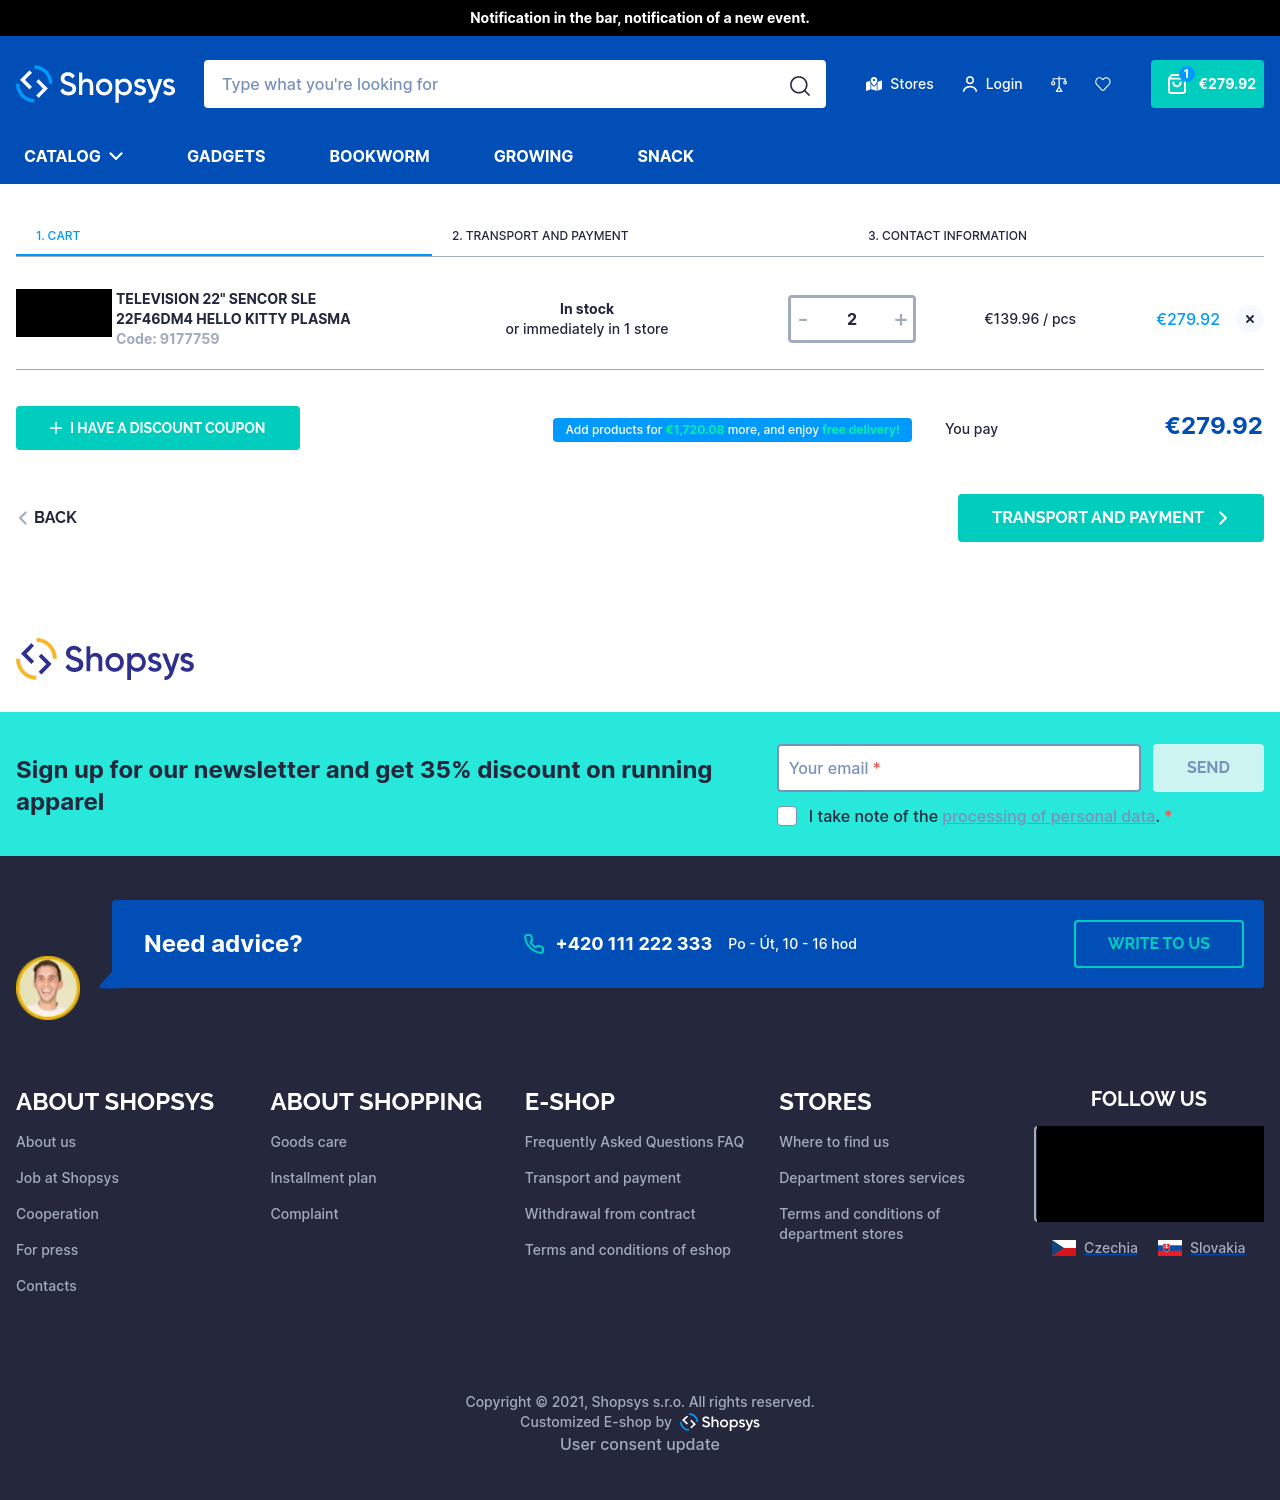 Notification in the bar, notification of a new event.
Shopsys
Type what you're looking for
Stores
Login
1
€279.92
CATALOG
GADGETS
BOOKWORM
GROWING
SNACK
1. CART
2. TRANSPORT AND PAYMENT
3. CONTACT INFORMATION
TELEVISION 22" SENCOR SLE
22F46DM4 HELLO KITTY PLASMA
Code: 9177759
In stock
or immediately in 1 store
- 2 +
€139.96 / pcs
€279.92
I HAVE A DISCOUNT COUPON
Add products for €1,720.08 more, and enjoy free delivery!
You pay
€279.92
BACK
TRANSPORT AND PAYMENT
Shopsys
Sign up for our newsletter and get 35% discount on running
apparel
Your email *
SEND
I take note of the processing of personal data. *
Need advice?
+420 111 222 333
Po - Út, 10 - 16 hod
WRITE TO US
ABOUT SHOPSYS
About us
Job at Shopsys
Cooperation
For press
Contacts
ABOUT SHOPPING
Goods care
Installment plan
Complaint
E-SHOP
Frequently Asked Questions FAQ
Transport and payment
Withdrawal from contract
Terms and conditions of eshop
STORES
Where to find us
Department stores services
Terms and conditions of
department stores
FOLLOW US
Czechia
Slovakia
Copyright © 2021, Shopsys s.r.o. All rights reserved.
Customized E-shop by Shopsys
User consent update